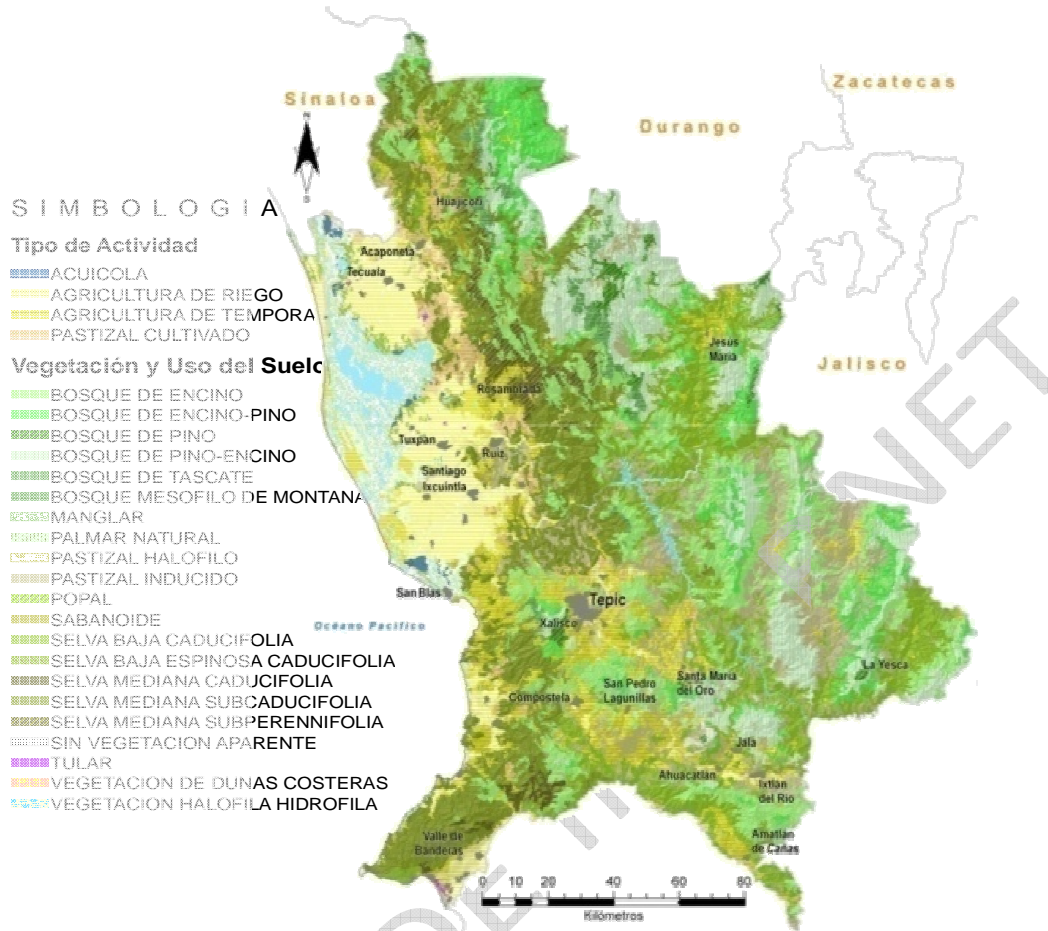 Sinaloa
Zacatecas
Durango
Jalisco
N
S
SIMBOLOGIA
Tipo de Actividad
ACUICOLA
AGRICULTURA DE RIEGO
AGRICULTURA DE TEMPORA
PASTIZAL CULTIVADO
Vegetación y Uso del Suelo
BOSQUE DE ENCINO
BOSQUE DE ENCINO-PINO
BOSQUE DE PINO
BOSQUE DE PINO-ENCINO
BOSQUE DE TASCATE
BOSQUE MESOFILO DE MONTANA
MANGLAR
PALMAR NATURAL
PASTIZAL HALOFILO
PASTIZAL INDUCIDO
POPAL
SABANOIDE
SELVA BAJA CADUCIFOLIA
SELVA BAJA ESPINOSA CADUCIFOLIA
SELVA MEDIANA CADUCIFOLIA
SELVA MEDIANA SUBCADUCIFOLIA
SELVA MEDIANA SUBPERENNIFOLIA
SIN VEGETACION APARENTE
TULAR
VEGETACION DE DUNAS COSTERAS
VEGETACION HALOFILA HIDROFILA
Huajicori
Acaponeta
Tecuala
Jesus
Maria
Rosamorada
Tuxpan
Ruiz
Santiago
Ixcuintla
San Blas
Tepic
Xalisco
Océano Pacifico
La Yesca
Santa Maria
del Oro
San Pedro
Lagunillas
Compostela
Jala
Ahuacatlan
Ixtlan
del Rio
Amatlan
de Cañas
Valle de
Banderas
0 10 20 40 60 80
Kilómetros